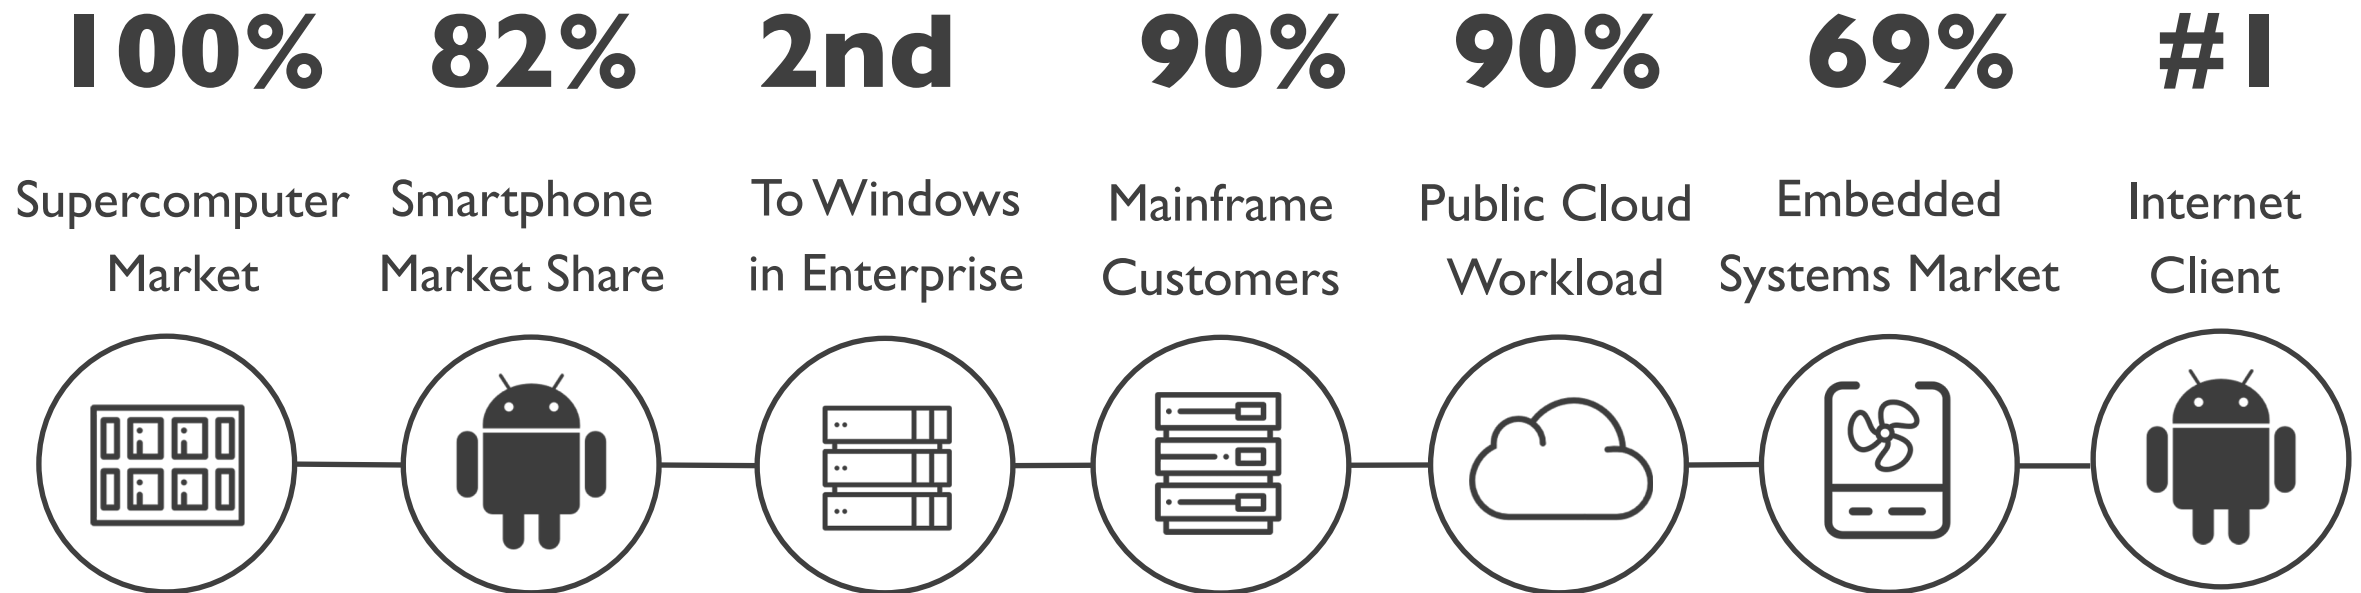 100%
Supercomputer
Market
82%
Smartphone
Market Share
2nd
To Windows
in Enterprise
90%
Mainframe
Customers
90%
Public Cloud
Workload
69%
Embedded
Systems Market
#1
Internet
Client